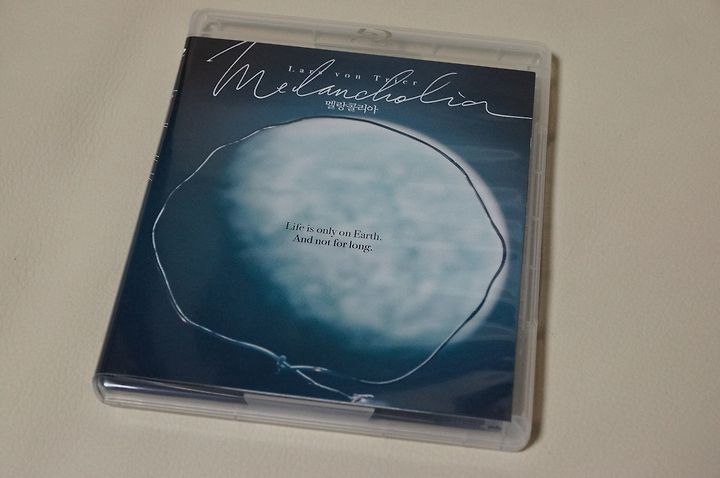 Lars von Trier
Melancholia
멜랑콜리아
Life is only on Earth.
And not for long.